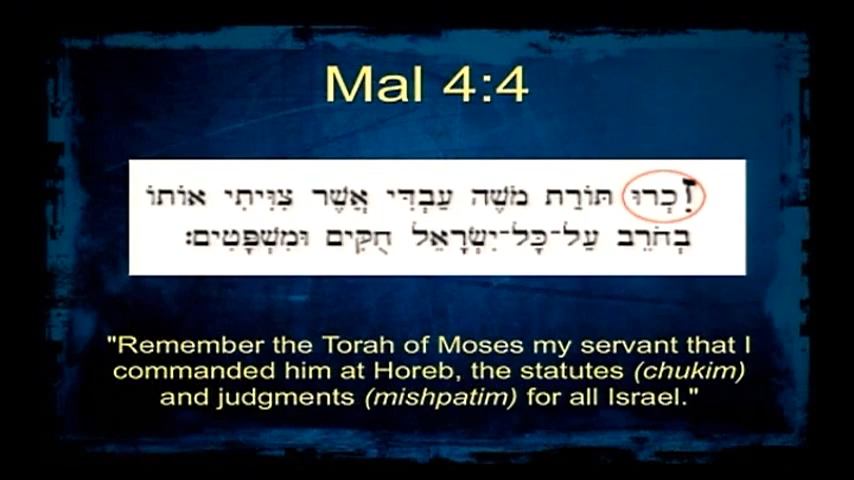 Mal 4:4
זִכְרוּ תּוֹרַת מֹשֶׁה עַבְדִּי אֲשֶׁר צִוִּיתִי אוֹתוֹ
בְחֹרֵב עַל־כָּל־יִשְׂרָאֵל חֻקִּים וּמִשְׁפָּטִים׃
"Remember the Torah of Moses my servant that I
commanded him at Horeb, the statutes (chukim)
and judgments (mishpatim) for all Israel."